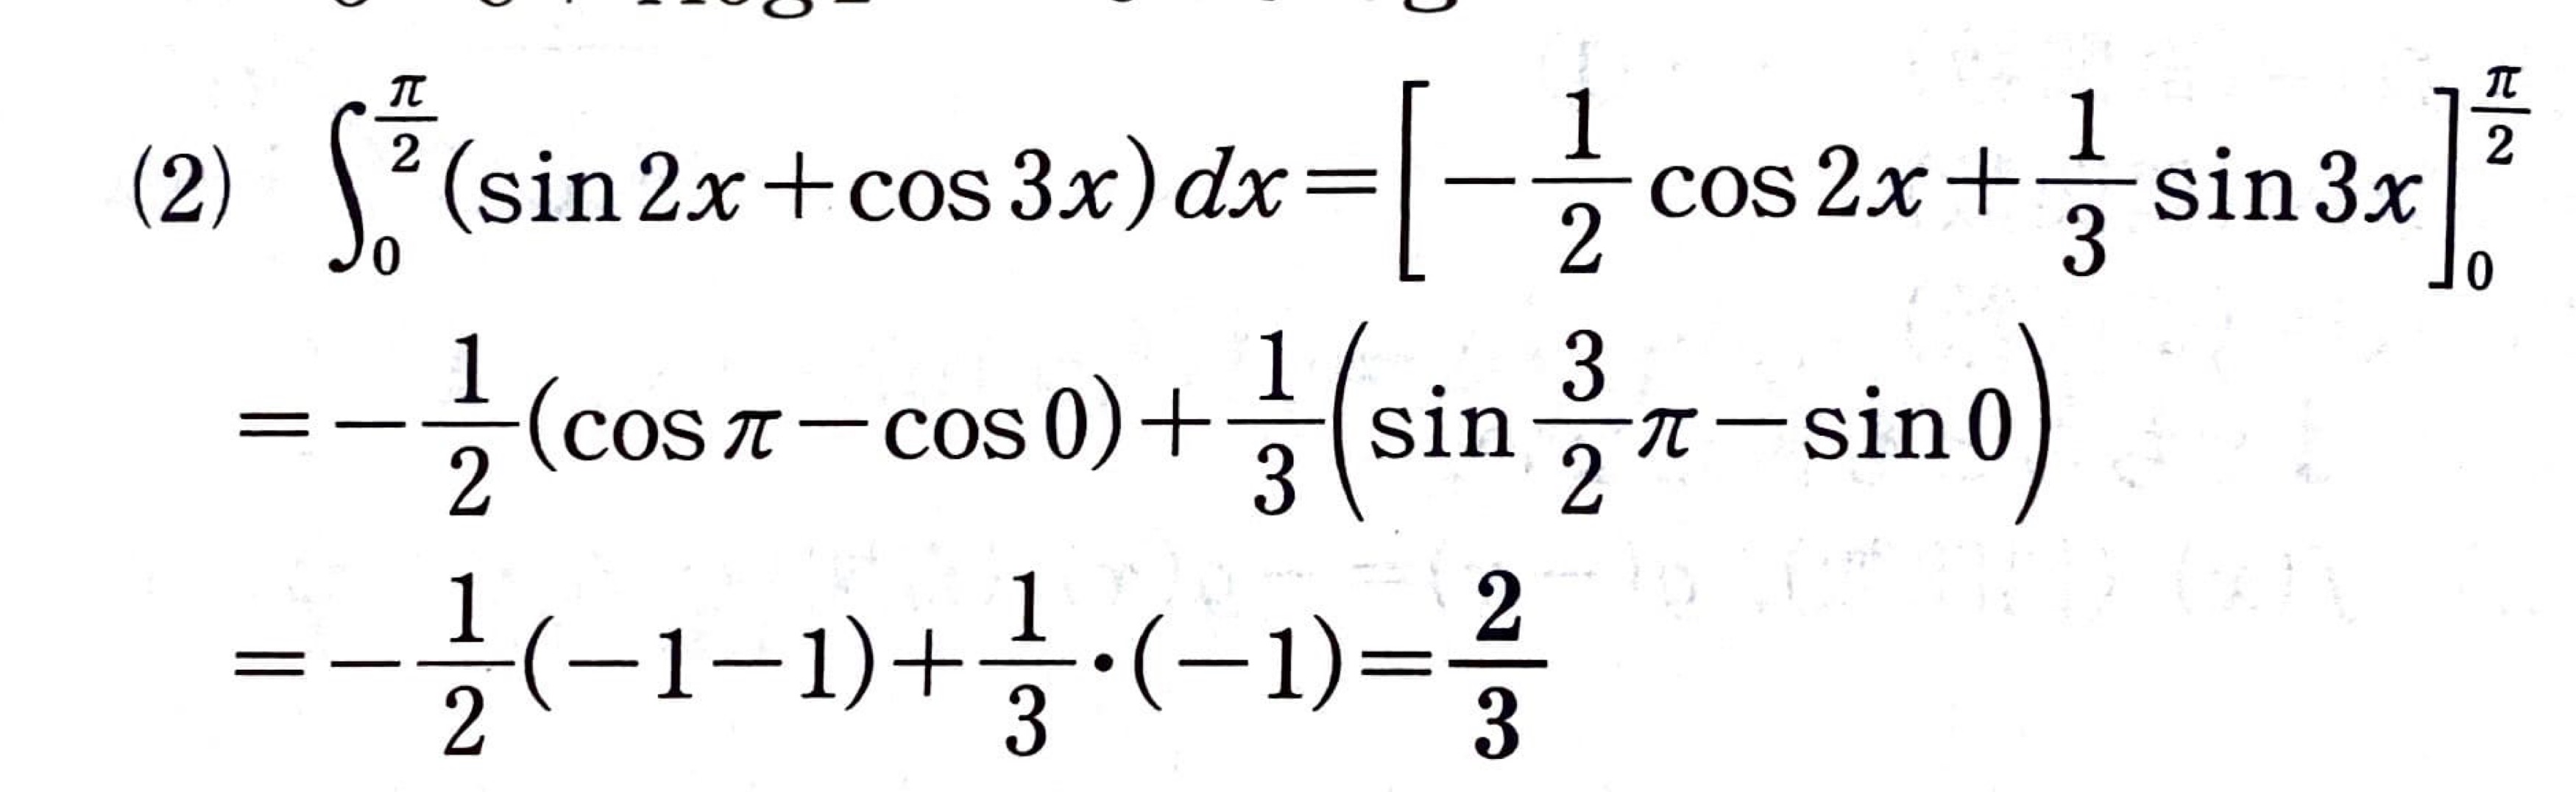 (2) ∫₀^{π/2} (sin 2x + cos 3x) dx = [−1/2 cos 2x + 1/3 sin 3x]₀^{π/2}
= −1/2 (cos π − cos 0) + 1/3 (sin 3/2 π − sin 0)
= −1/2 (−1 − 1) + 1/3 · (−1) = 2/3